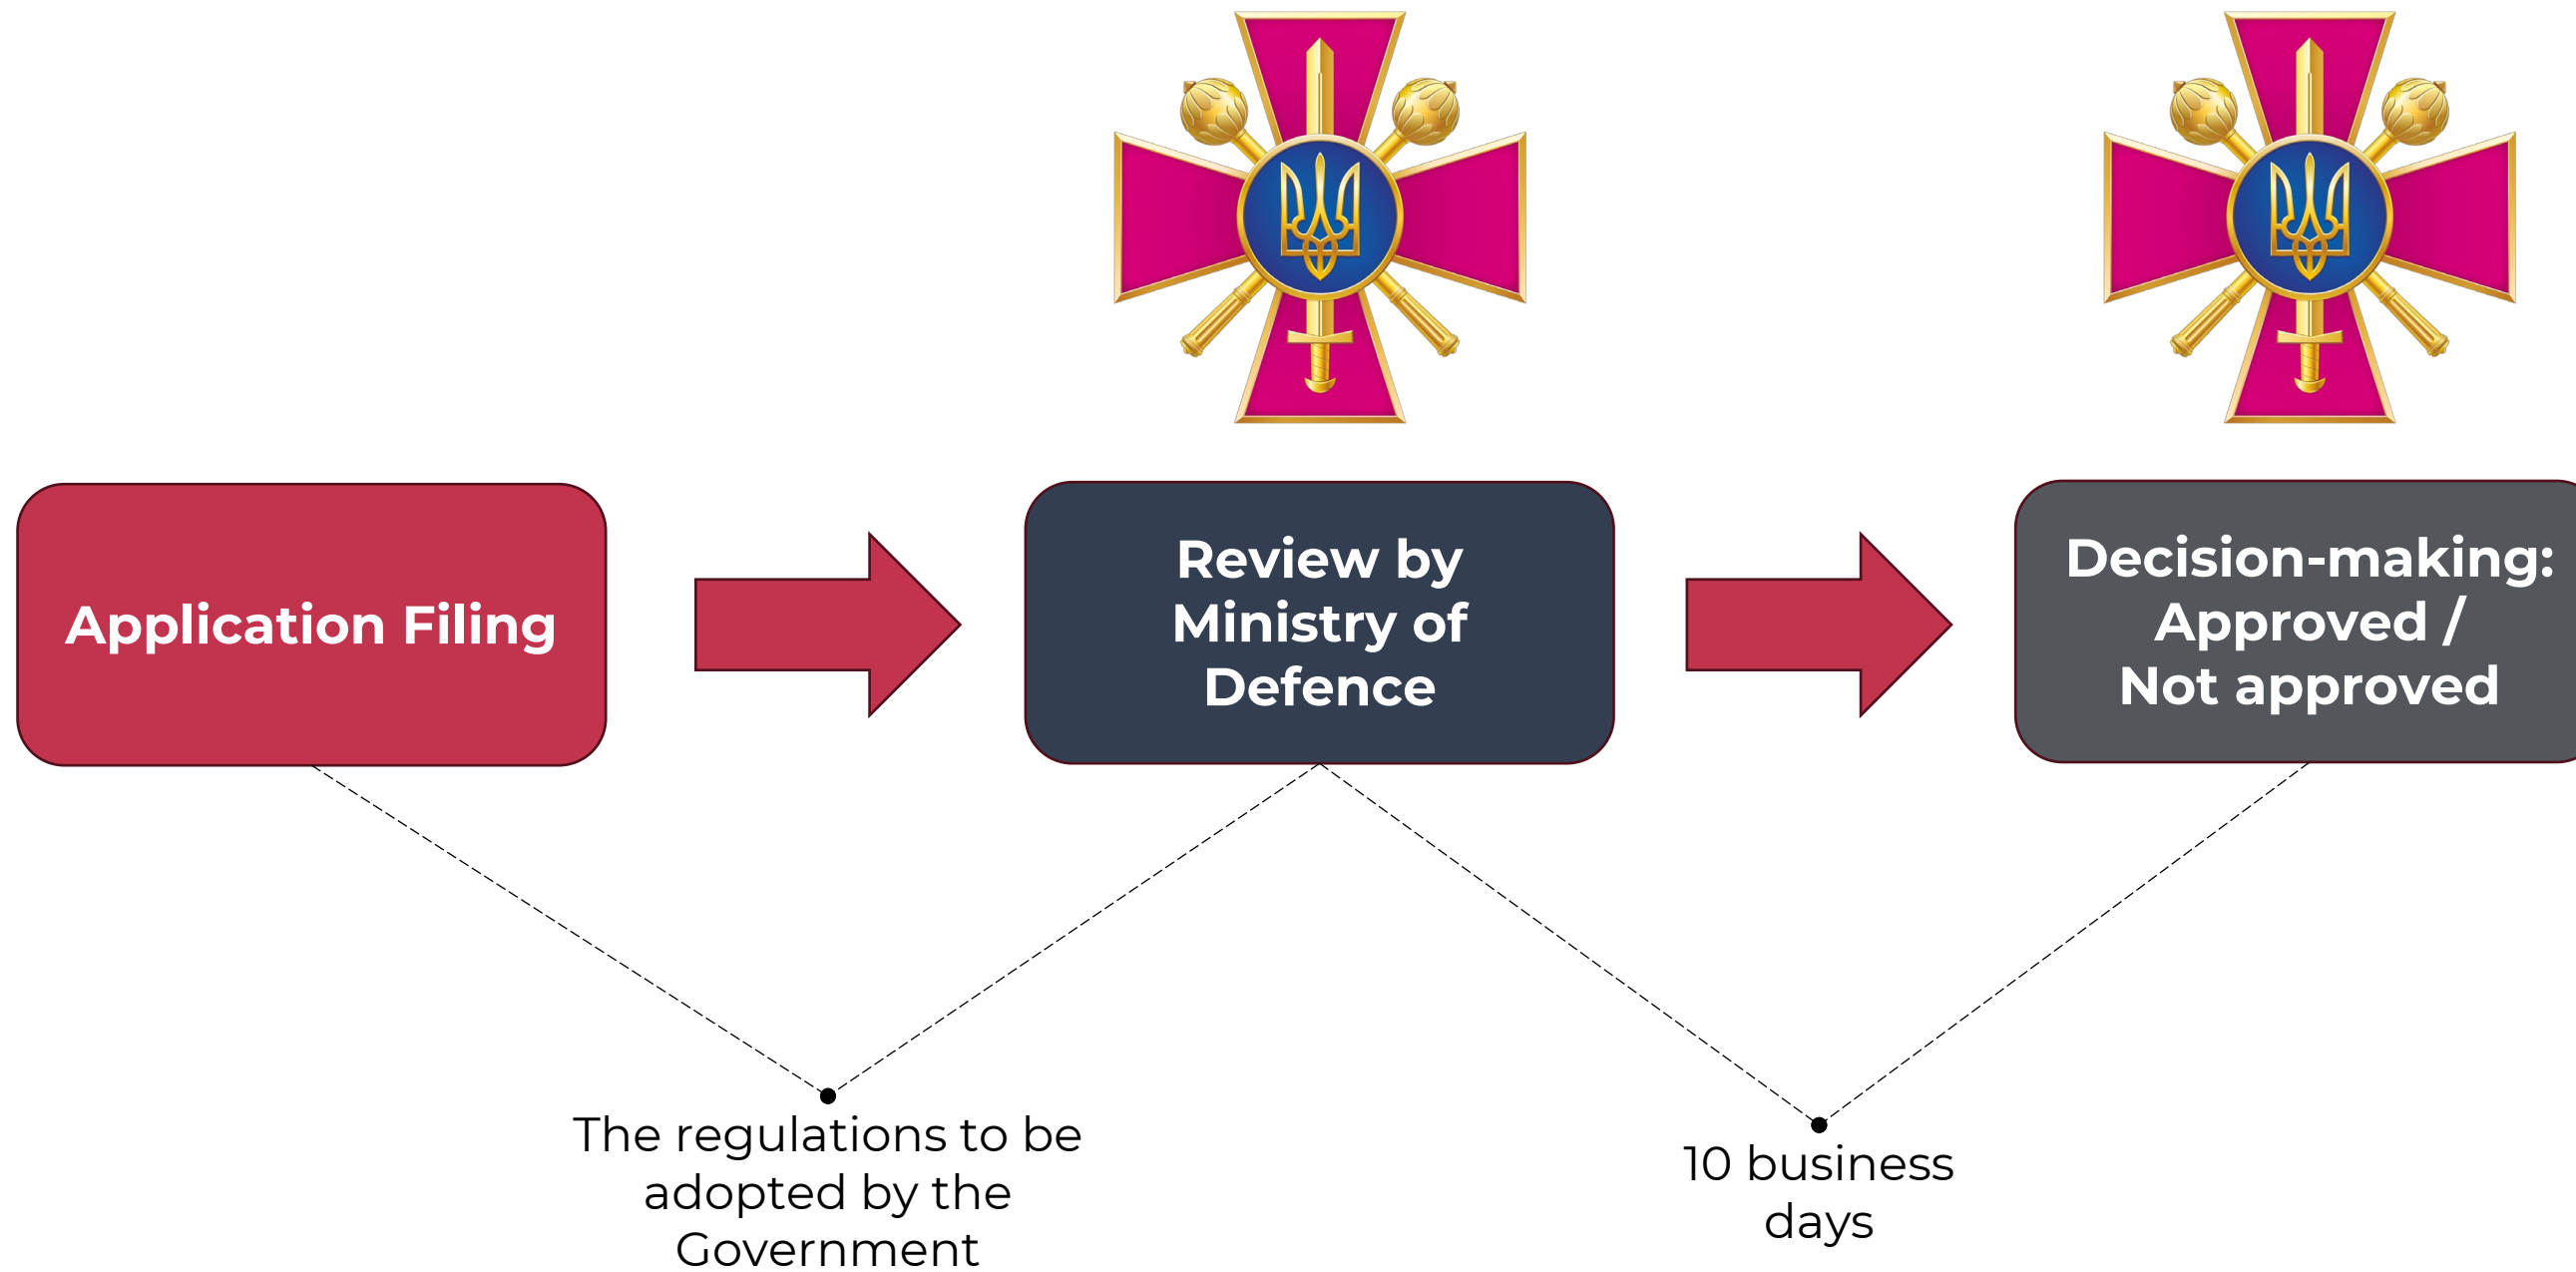 Application Filing
Review by
Ministry of
Defence
Decision-making:
Approved /
Not approved
The regulations to be
adopted by the
Government
10 business
days